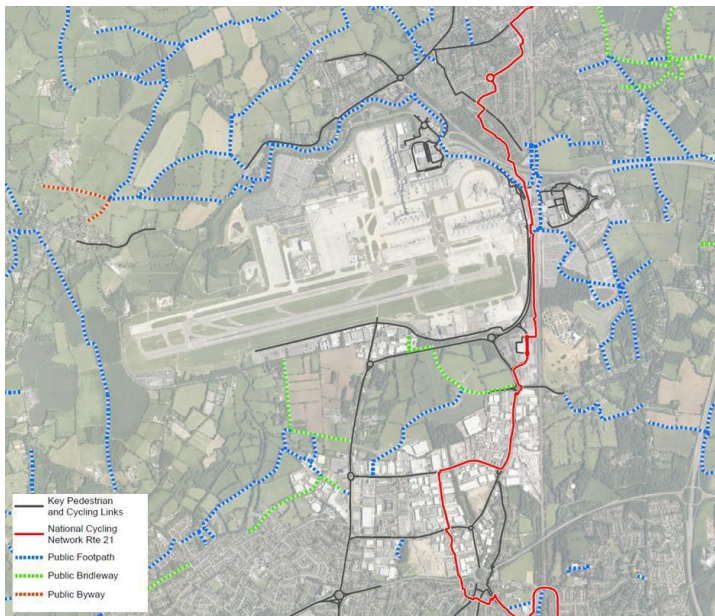 Key Pedestrian
and Cycling Links
National Cycling
Network Rte 21
Public Footpath
Public Bridleway
Public Byway